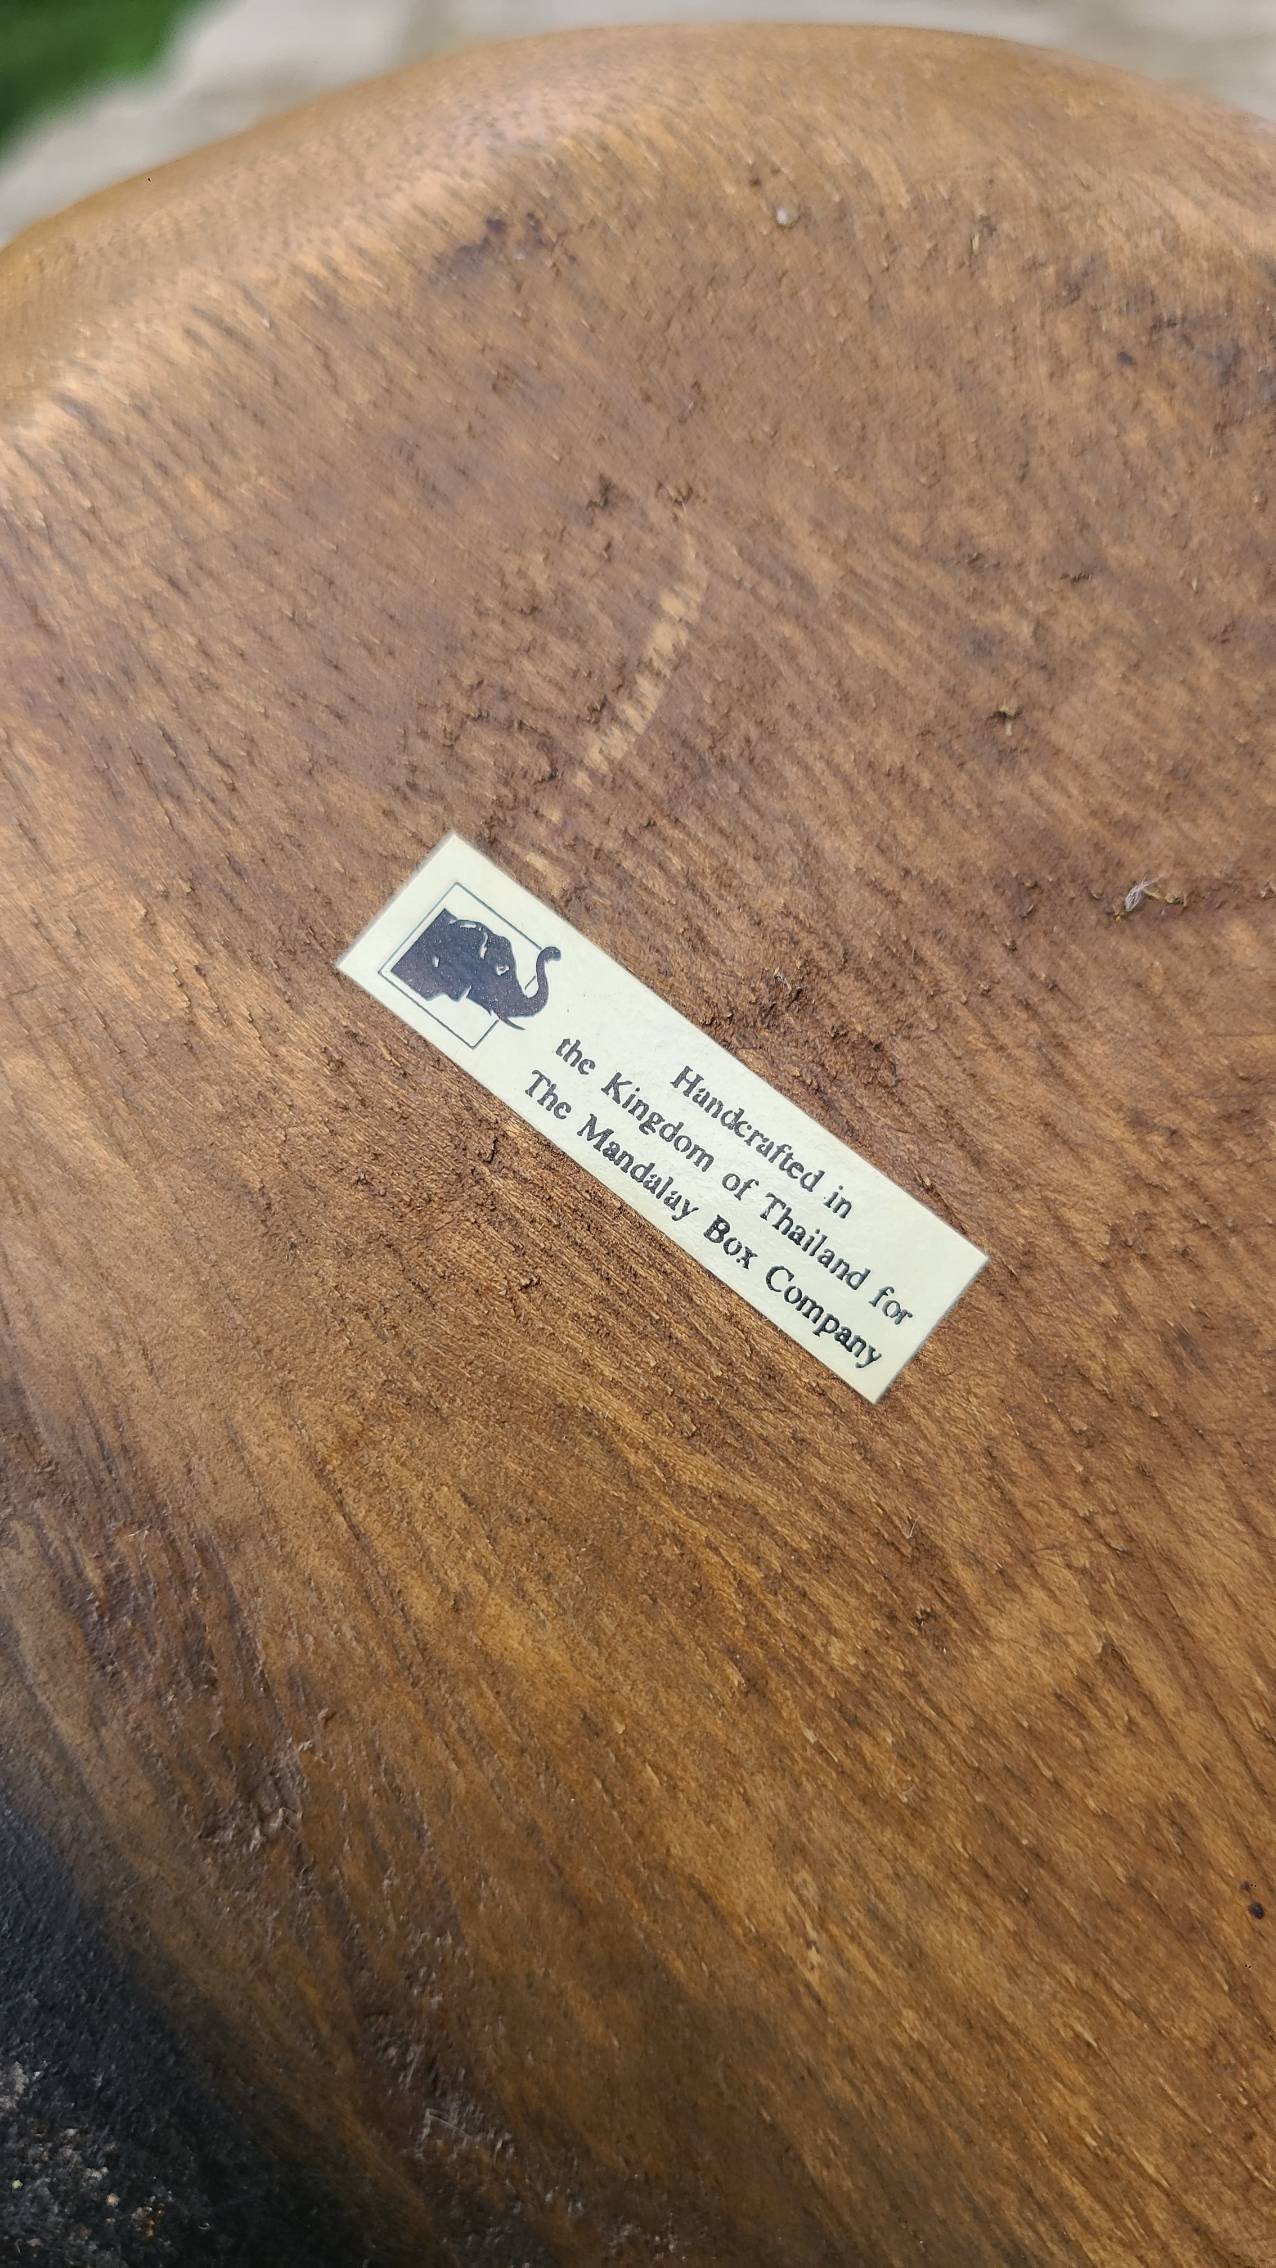 Handcrafted in
the Kingdom of Thailand for
The Mandalay Box Company